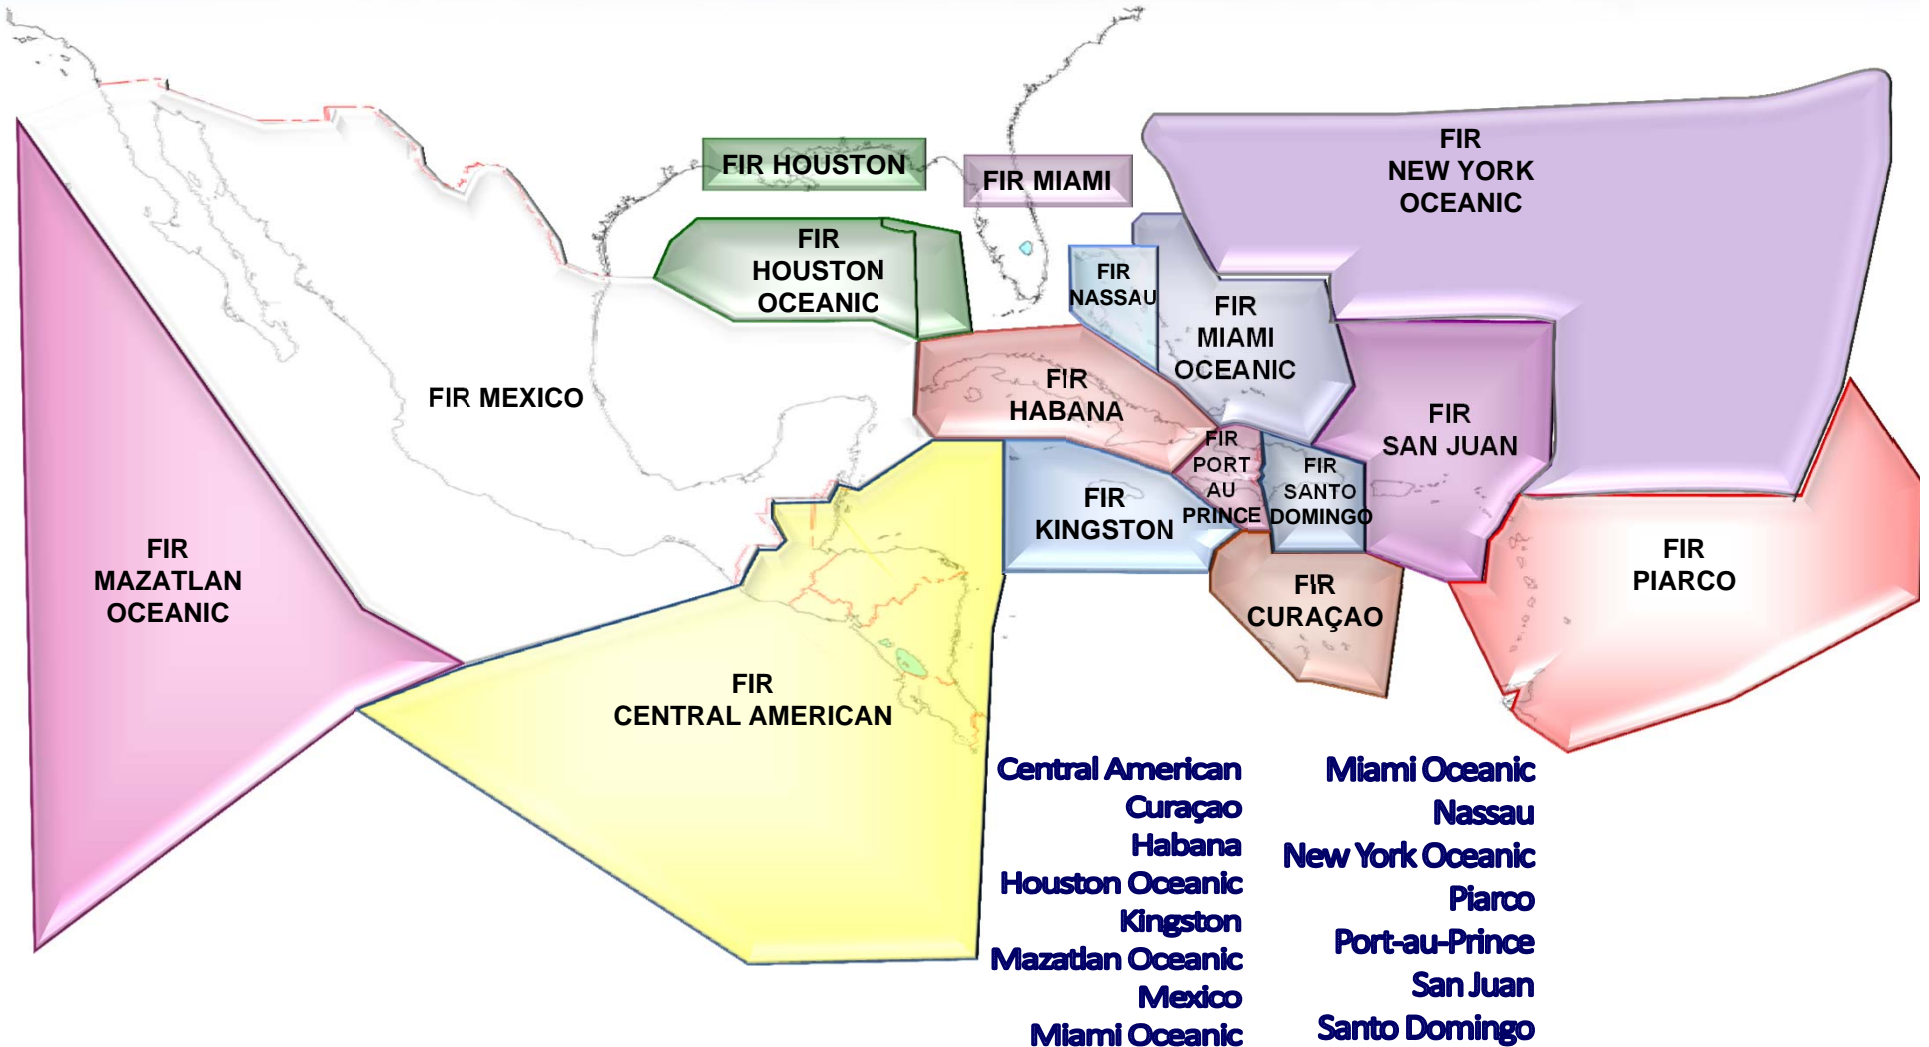 FIR
NEW YORK
OCEANIC
FIR HOUSTON
FIR MIAMI
FIR
HOUSTON
OCEANIC
FIR
NASSAU
FIR
MIAMI
OCEANIC
FIR MEXICO
FIR
HABANA
FIR
SAN JUAN
FIR
PORT
AU
PRINCE
FIR
SANTO
DOMINGO
FIR
KINGSTON
FIR
MAZATLAN
OCEANIC
FIR
PIARCO
FIR
CURAÇAO
FIR
CENTRAL AMERICAN
Central American
Curaçao
Habana
Houston Oceanic
Kingston
Mazatlan Oceanic
Mexico
Miami Oceanic
Miami Oceanic
Nassau
New York Oceanic
Piarco
Port-au-Prince
San Juan
Santo Domingo